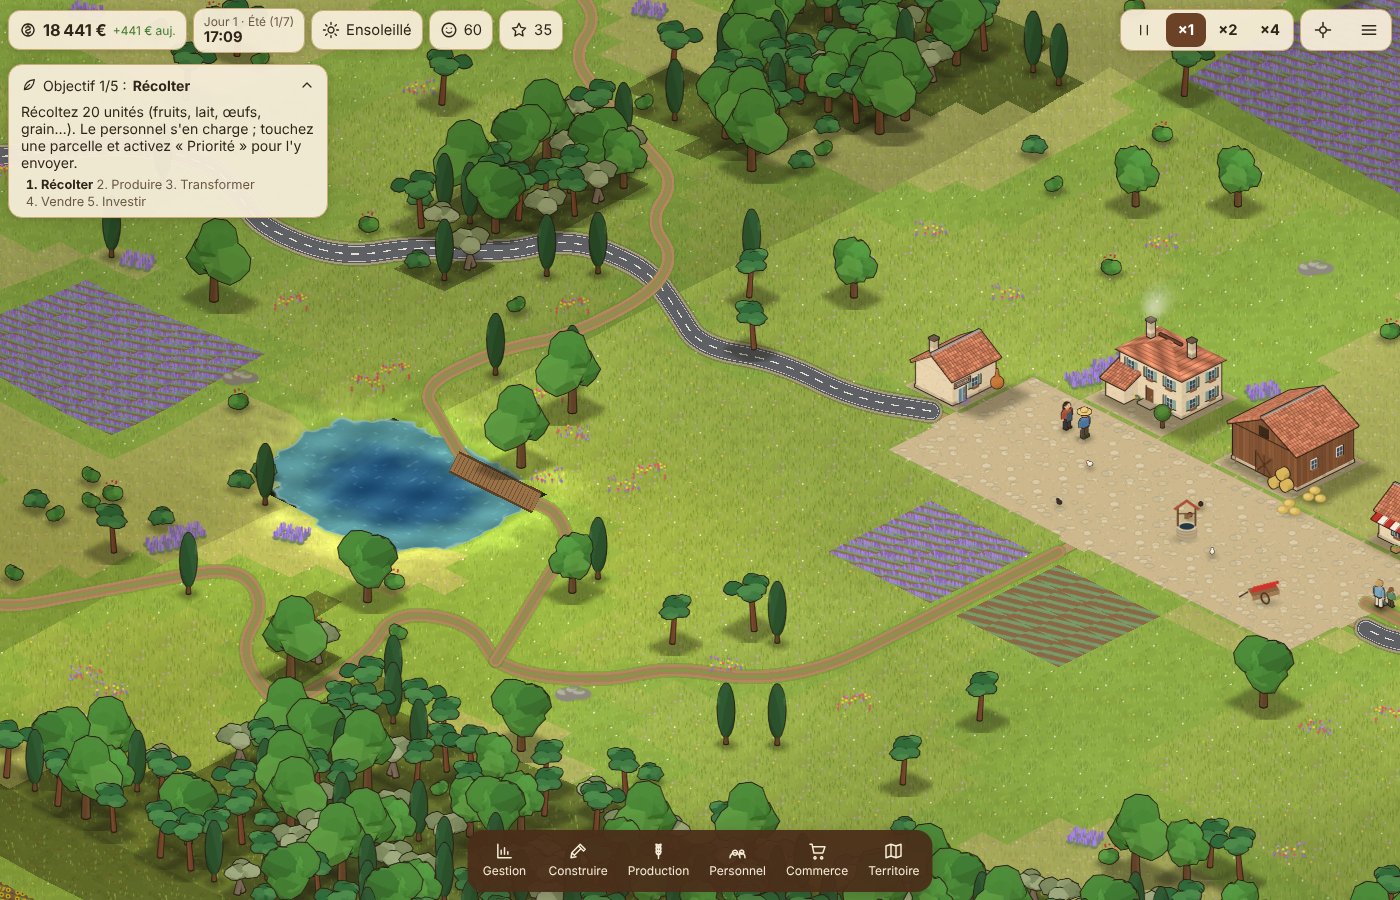 18 441 € +441 € auj.
Jour 1 · Été (1/7)
17:09
Ensoleillé
60
35
×1
×2
×4
Objectif 1/5 : Récolter
Récoltez 20 unités (fruits, lait, œufs,
grain...). Le personnel s'en charge ; touchez
une parcelle et activez « Priorité » pour l'y
envoyer.
1. Récolter 2. Produire 3. Transformer
4. Vendre 5. Investir
Gestion
Construire
Production
Personnel
Commerce
Territoire